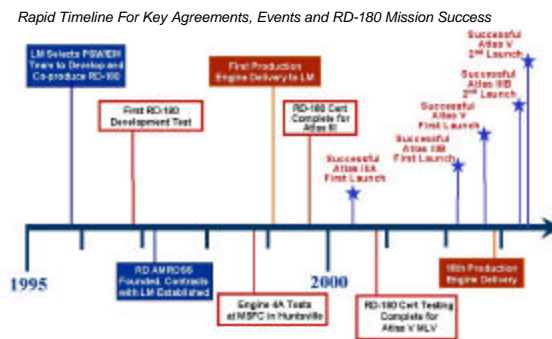 Rapid Timeline For Key Agreements, Events and RD-180 Mission Success
LM Selects P&W/EM
Team to Develop and
Co-produce RD-180
First RD-180
Development Test
First Production
Engine Delivery to LM
RD-180 Cert
Complete for
Atlas III
Successful
Atlas IIIA
First Launch
Successful
Atlas IIIB
First Launch
Successful
Atlas V
First Launch
Successful
Atlas IIIB
2nd Launch
Successful
Atlas V
2nd Launch
1995
2000
RD AMROSS
Founded. Contracts
with LM Established
Engine 4A Tests
at MSFC in Huntsville
RD-180 Cert Testing
Complete for
Atlas V MLV
Production
Engine Delivery